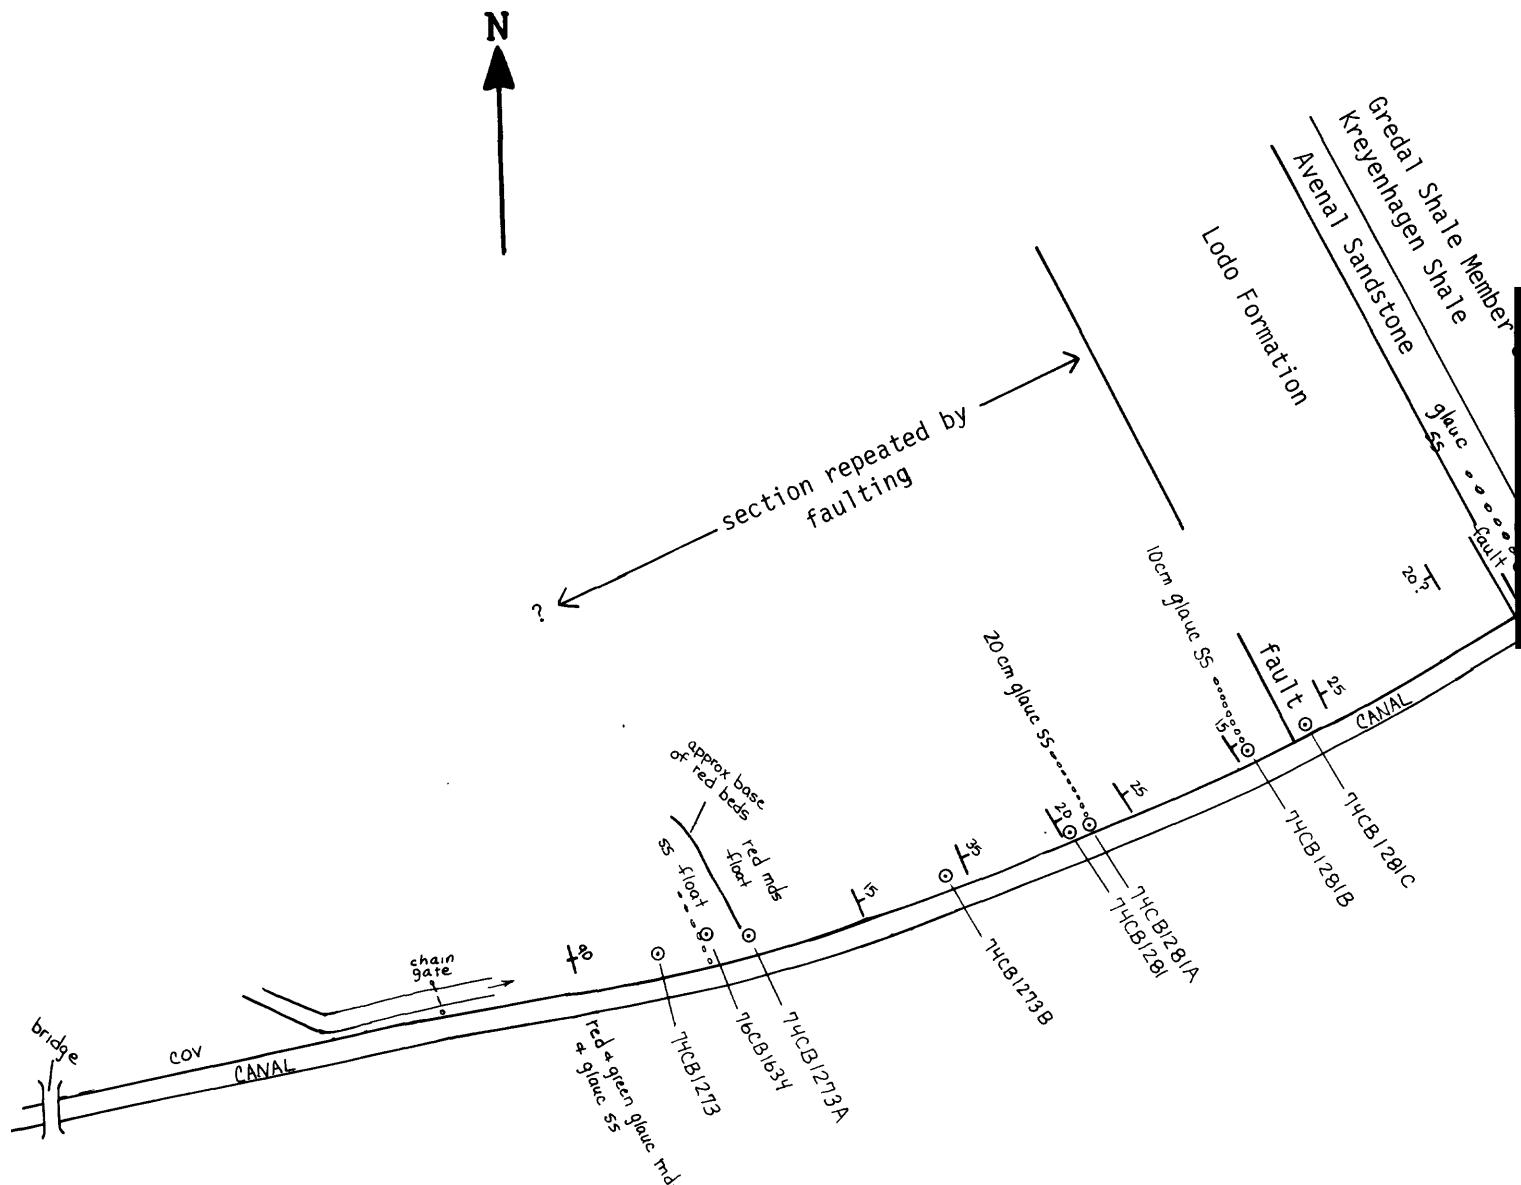 N
Gredal Shale Member
Kreyenhagen Shale
Avenal Sandstone
Lodo Formation
glauc
ss
section repeated by
faulting
?
fault
20?
10cm glauc SS
20 cm glauc SS
fault
25
15
CANAL
25
20
35
15
approx base
of red beds
red mds
float
ss float
90
chain
gate
bridge
COV
CANAL
red & green glauc md
& glauc SS
74CB1273
76CB1634
74CB1273A
74CB1273B
74CB1281
74CB1281A
74CB1281B
74CB1281C